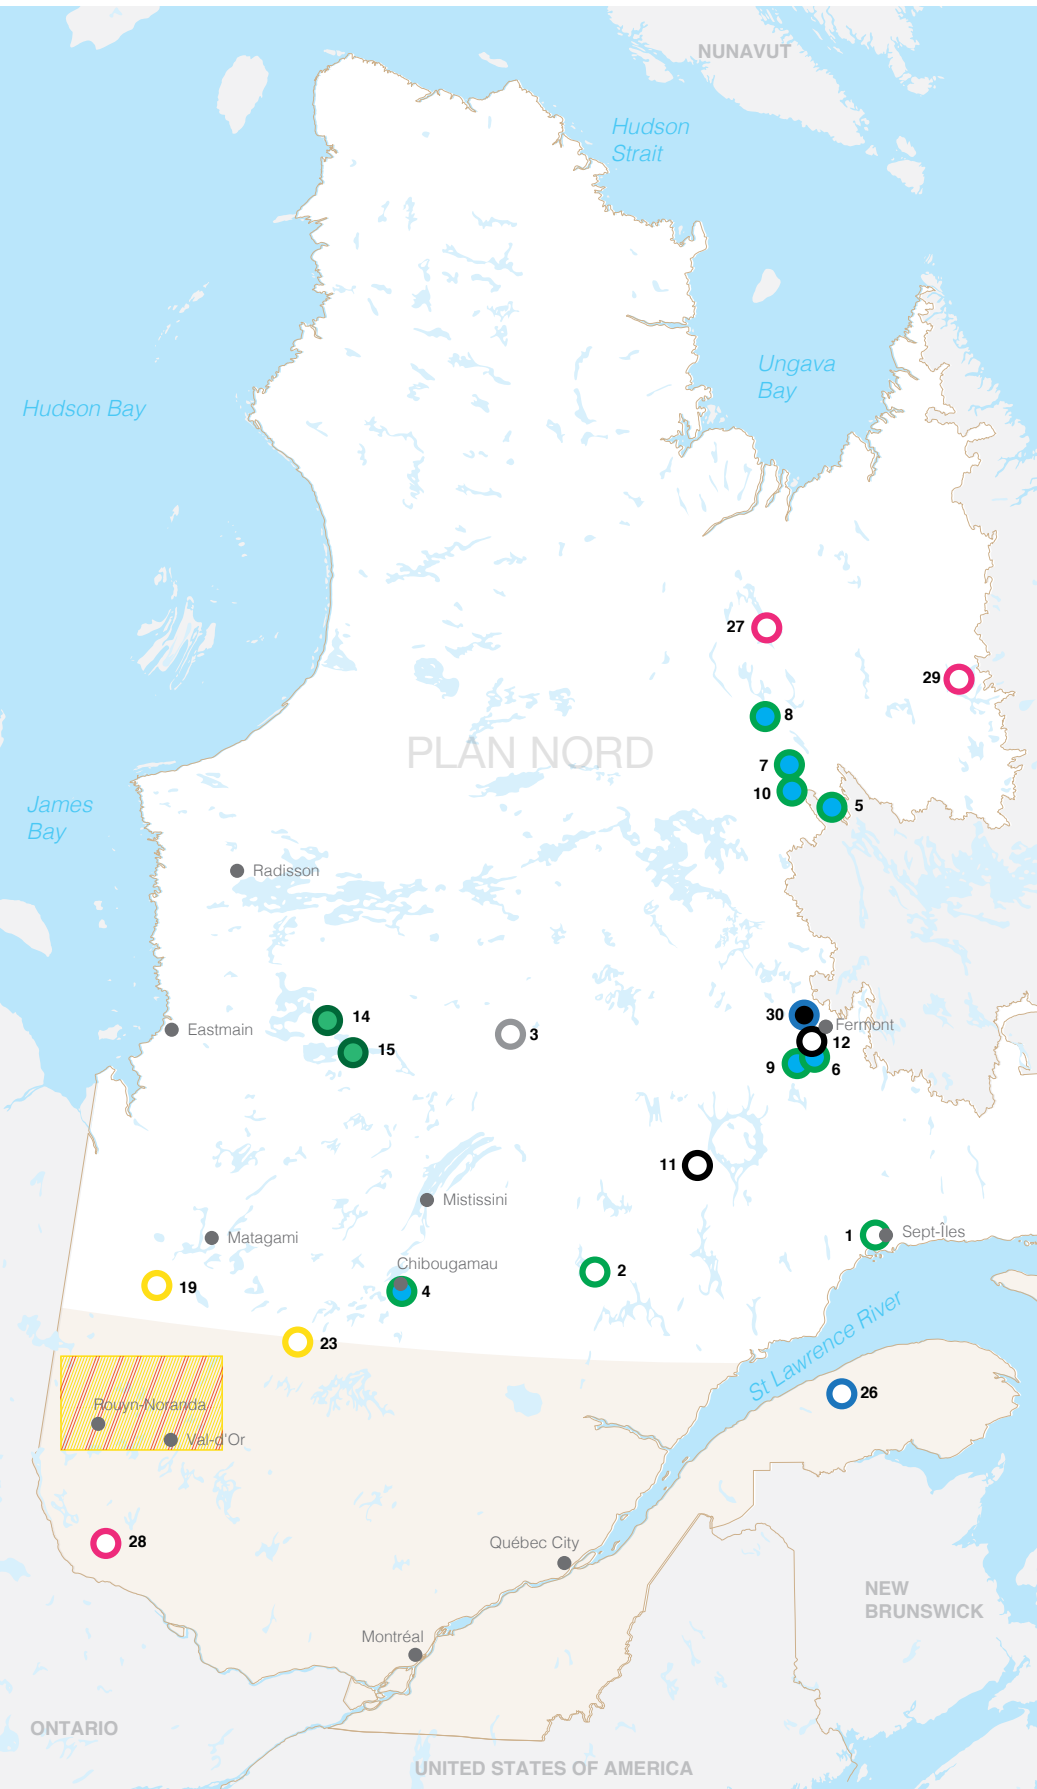 NUNAVUT
Hudson
Strait
Ungava
Bay
Hudson Bay
27
29
8
PLAN NORD
7
10
5
James
Bay
Radisson
14
30
Fermont
Eastmain
3
12
15
9
6
11
Mistissini
1
Sept-Îles
Matagami
Chibougamau
2
19
4
23
St Lawrence River
26
Rouyn-Noranda
Val-d'Or
28
Québec City
NEW
BRUNSWICK
Montréal
ONTARIO
UNITED STATES OF AMERICA